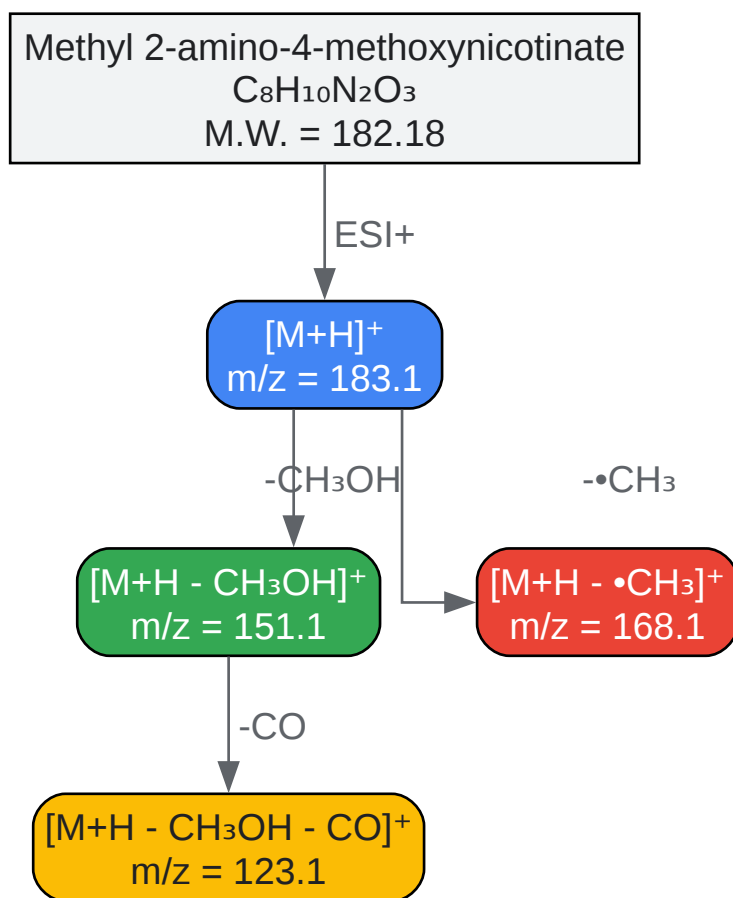 Methyl 2-amino-4-methoxynicotinate
C₈H₁₀N₂O₃
M.W. = 182.18
ESI+
[M+H]⁺
m/z = 183.1
-CH₃OH
-•CH₃
[M+H - CH₃OH]⁺
m/z = 151.1
[M+H - •CH₃]⁺
m/z = 168.1
-CO
[M+H - CH₃OH - CO]⁺
m/z = 123.1